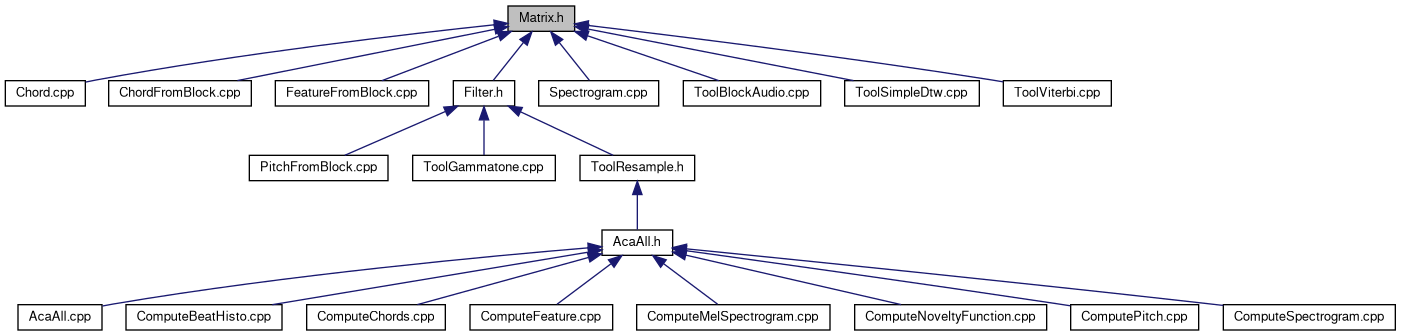 Matrix.h
Chord.cpp
ChordFromBlock.cpp
FeatureFromBlock.cpp
Filter.h
Spectrogram.cpp
ToolBlockAudio.cpp
ToolSimpleDtw.cpp
ToolViterbi.cpp
PitchFromBlock.cpp
ToolGammatone.cpp
ToolResample.h
AcaAll.h
AcaAll.cpp
ComputeBeatHisto.cpp
ComputeChords.cpp
ComputeFeature.cpp
ComputeMelSpectrogram.cpp
ComputeNoveltyFunction.cpp
ComputePitch.cpp
ComputeSpectrogram.cpp